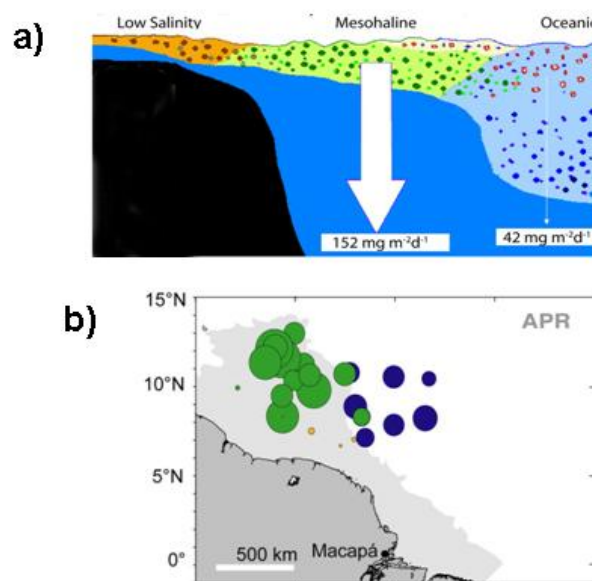 a)
Low Salinity Mesohaline Oceanic
152 mg m⁻²d⁻¹ 42 mg m⁻²d⁻¹
b)
15°N APR
10°N
5°N
0°
500 km Macapá